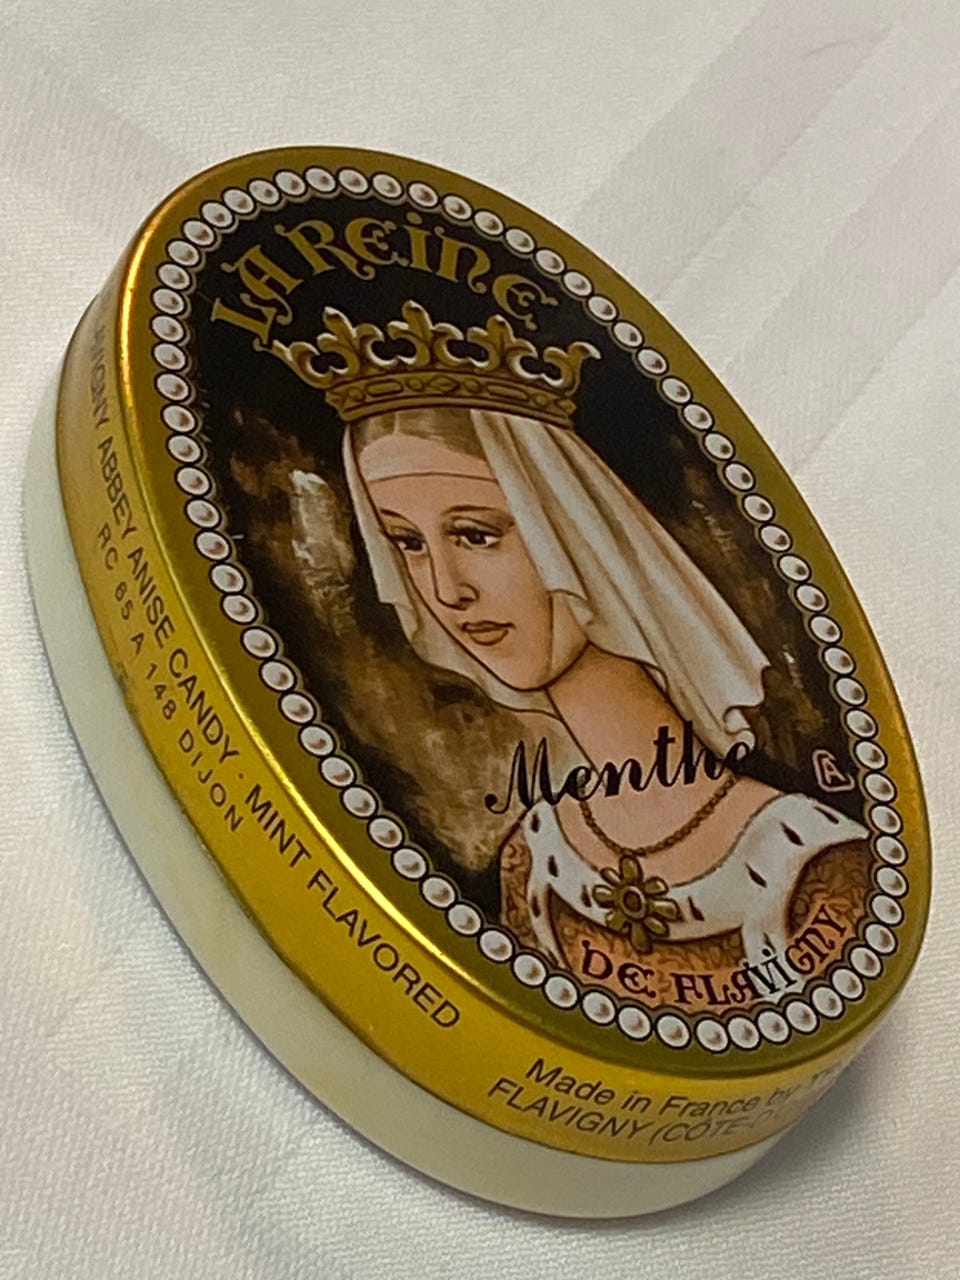 LA REINE
Menthe
A
DE FLAVIGNY
ABBEY ANISE CANDY · MINT FLAVORED
RC 65 A 148 DIJON
Made in France by
FLAVIGNY